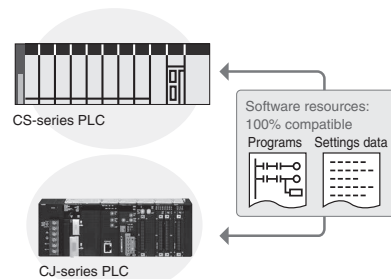 CS-series PLC
Software resources:
100% compatible
Programs Settings data
CJ-series PLC